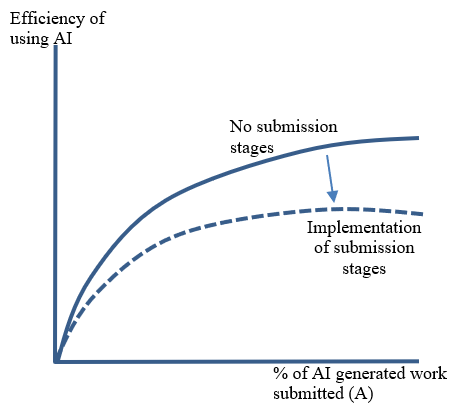 Efficiency of
using AI
No submission
stages
Implementation
of submission
stages
% of AI generated work
submitted (A)